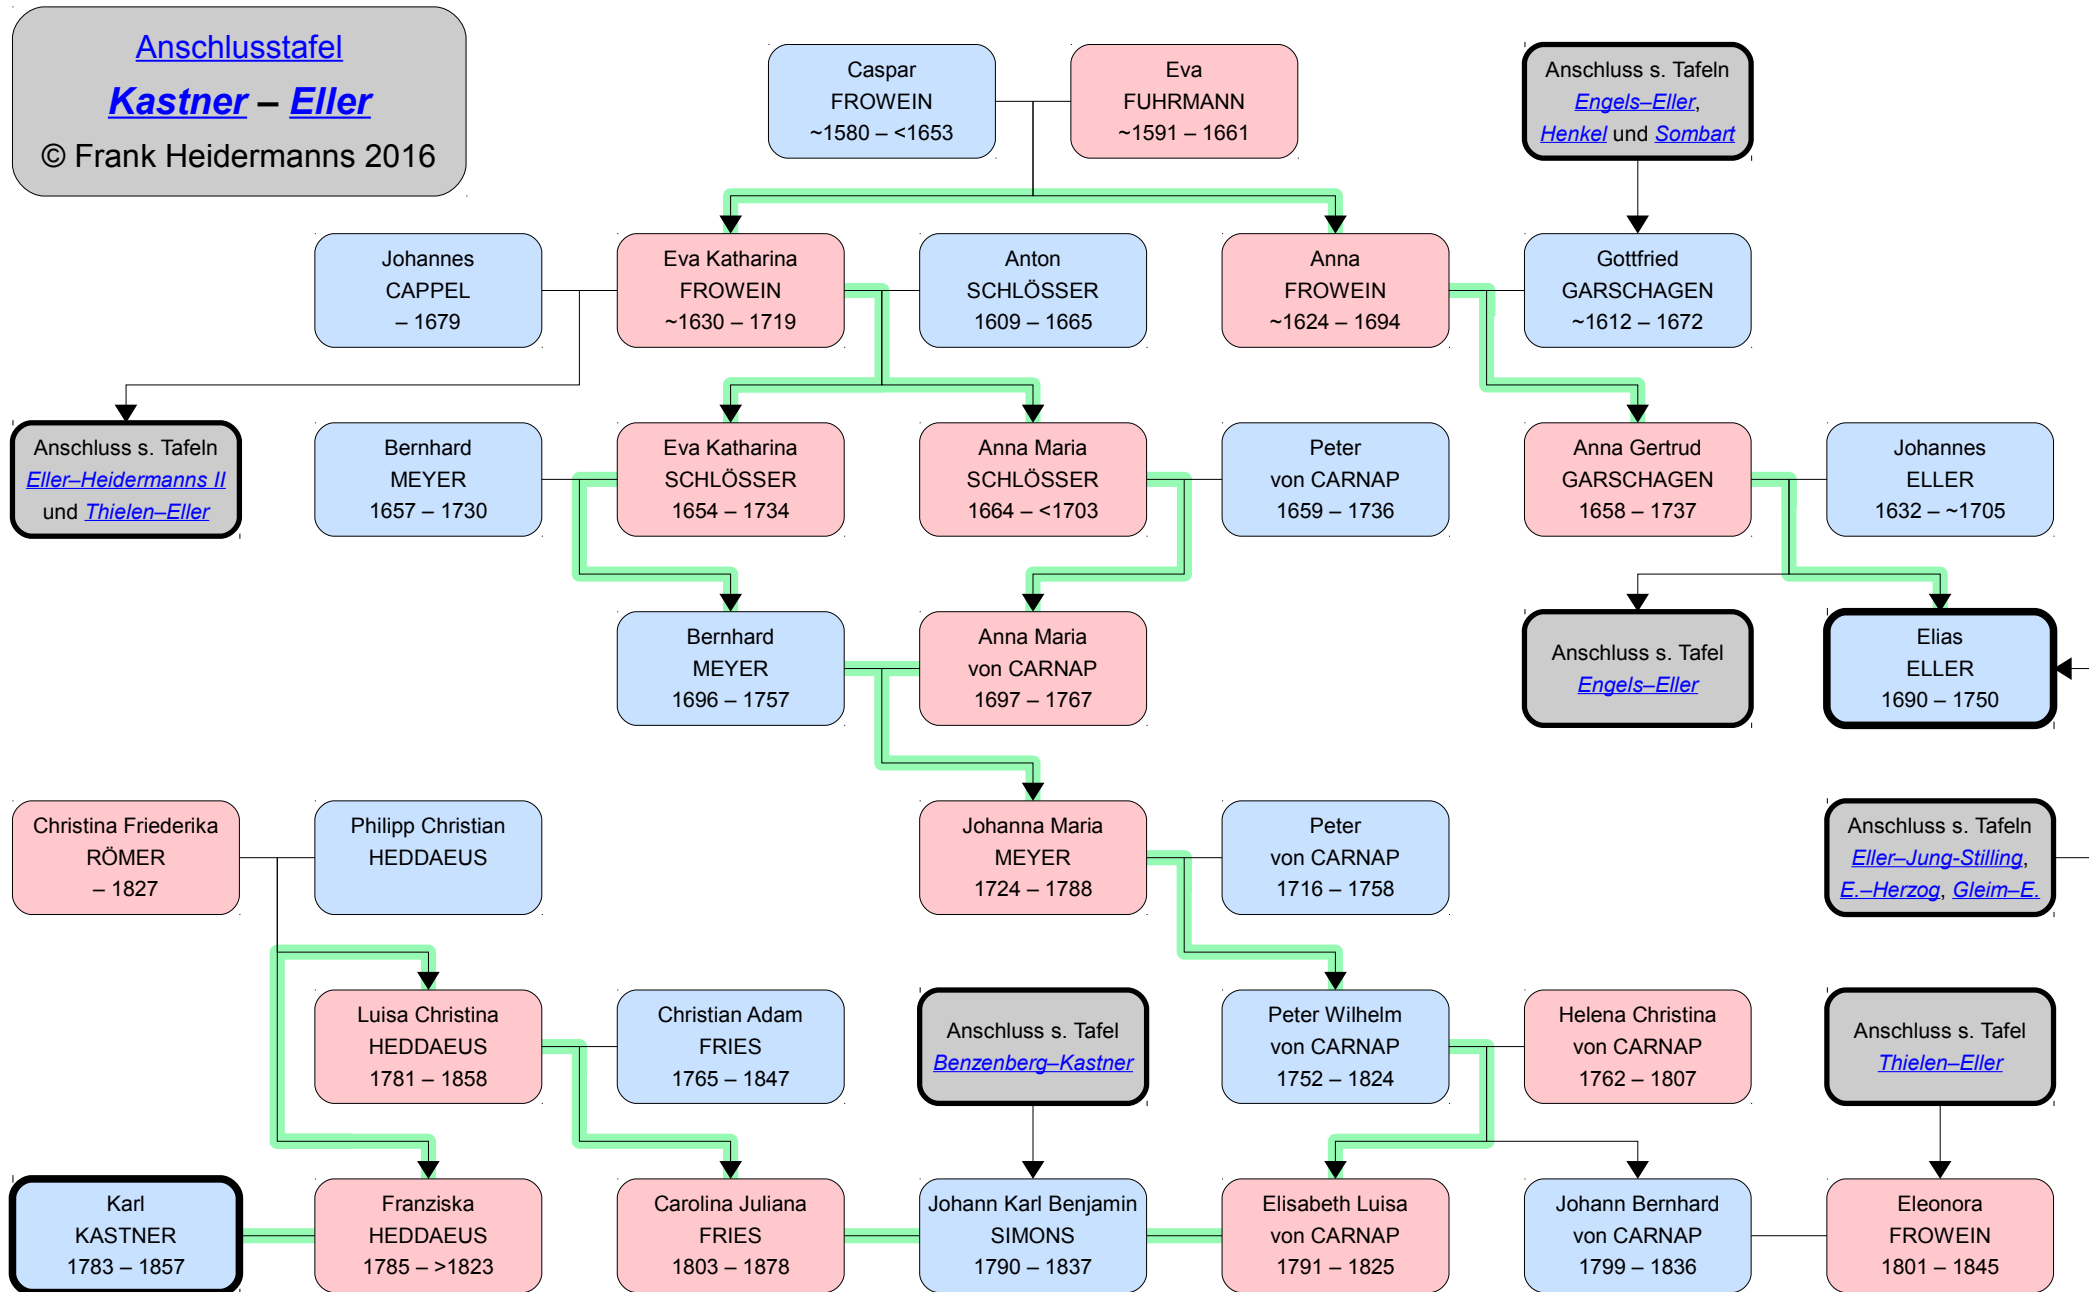 Anschlusstafel
Kastner – Eller
© Frank Heidermanns 2016
Caspar
FROWEIN
~1580 – <1653
Eva
FUHRMANN
~1591 – 1661
Anschluss s. Tafeln
Engels–Eller,
Henkel und Sombart
Johannes
CAPPEL
– 1679
Eva Katharina
FROWEIN
~1630 – 1719
Anton
SCHLÖSSER
1609 – 1665
Anna
FROWEIN
~1624 – 1694
Gottfried
GARSCHAGEN
~1612 – 1672
Anschluss s. Tafeln
Eller–Heidermanns II
und Thielen–Eller
Bernhard
MEYER
1657 – 1730
Eva Katharina
SCHLÖSSER
1654 – 1734
Anna Maria
SCHLÖSSER
1664 – <1703
Peter
von CARNAP
1659 – 1736
Anna Gertrud
GARSCHAGEN
1658 – 1737
Johannes
ELLER
1632 – ~1705
Bernhard
MEYER
1696 – 1757
Anna Maria
von CARNAP
1697 – 1767
Anschluss s. Tafel
Engels–Eller
Elias
ELLER
1690 – 1750
Christina Friederika
RÖMER
– 1827
Philipp Christian
HEDDAEUS
Johanna Maria
MEYER
1724 – 1788
Peter
von CARNAP
1716 – 1758
Anschluss s. Tafeln
Eller–Jung-Stilling,
E.–Herzog, Gleim–E.
Luisa Christina
HEDDAEUS
1781 – 1858
Christian Adam
FRIES
1765 – 1847
Anschluss s. Tafel
Benzenberg–Kastner
Peter Wilhelm
von CARNAP
1752 – 1824
Helena Christina
von CARNAP
1762 – 1807
Anschluss s. Tafel
Thielen–Eller
Karl
KASTNER
1783 – 1857
Franziska
HEDDAEUS
1785 – >1823
Carolina Juliana
FRIES
1803 – 1878
Johann Karl Benjamin
SIMONS
1790 – 1837
Elisabeth Luisa
von CARNAP
1791 – 1825
Johann Bernhard
von CARNAP
1799 – 1836
Eleonora
FROWEIN
1801 – 1845